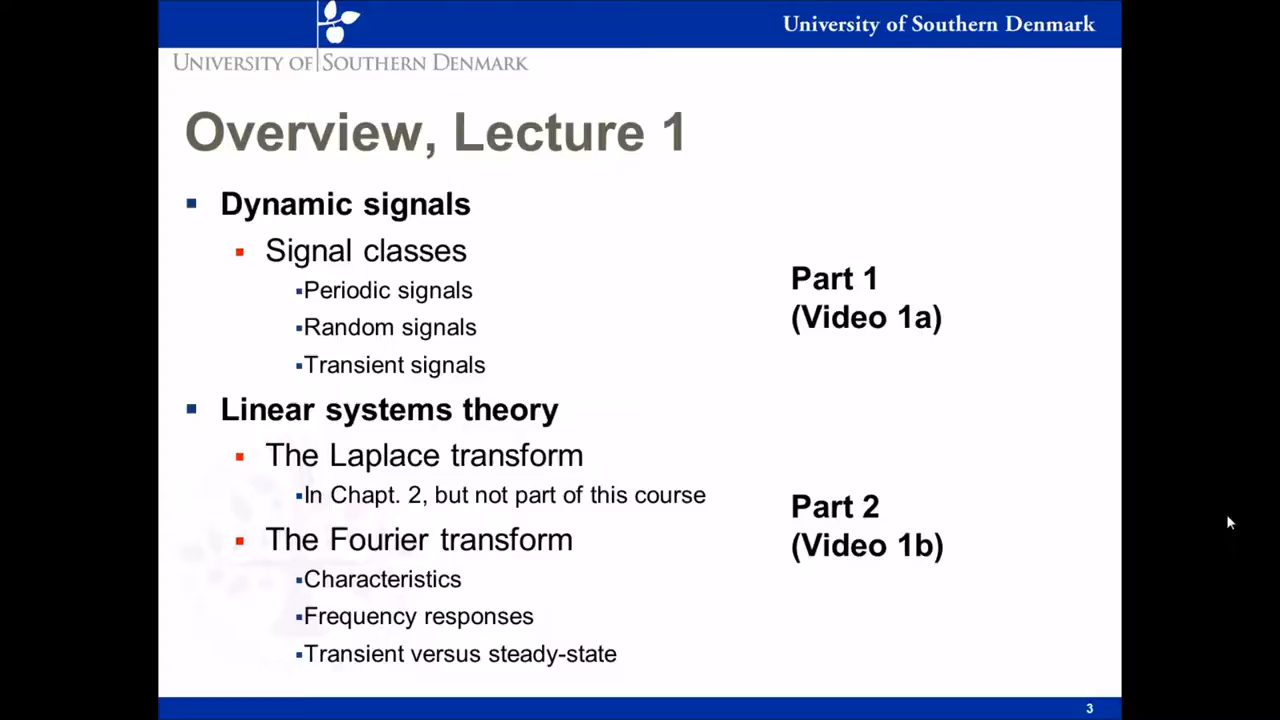 University of Southern Denmark
UNIVERSITY OF SOUTHERN DENMARK
Overview, Lecture 1
Dynamic signals
Signal classes
Periodic signals
Random signals
Transient signals
Part 1
(Video 1a)
Linear systems theory
The Laplace transform
In Chapt. 2, but not part of this course
The Fourier transform
Characteristics
Frequency responses
Transient versus steady-state
Part 2
(Video 1b)
3